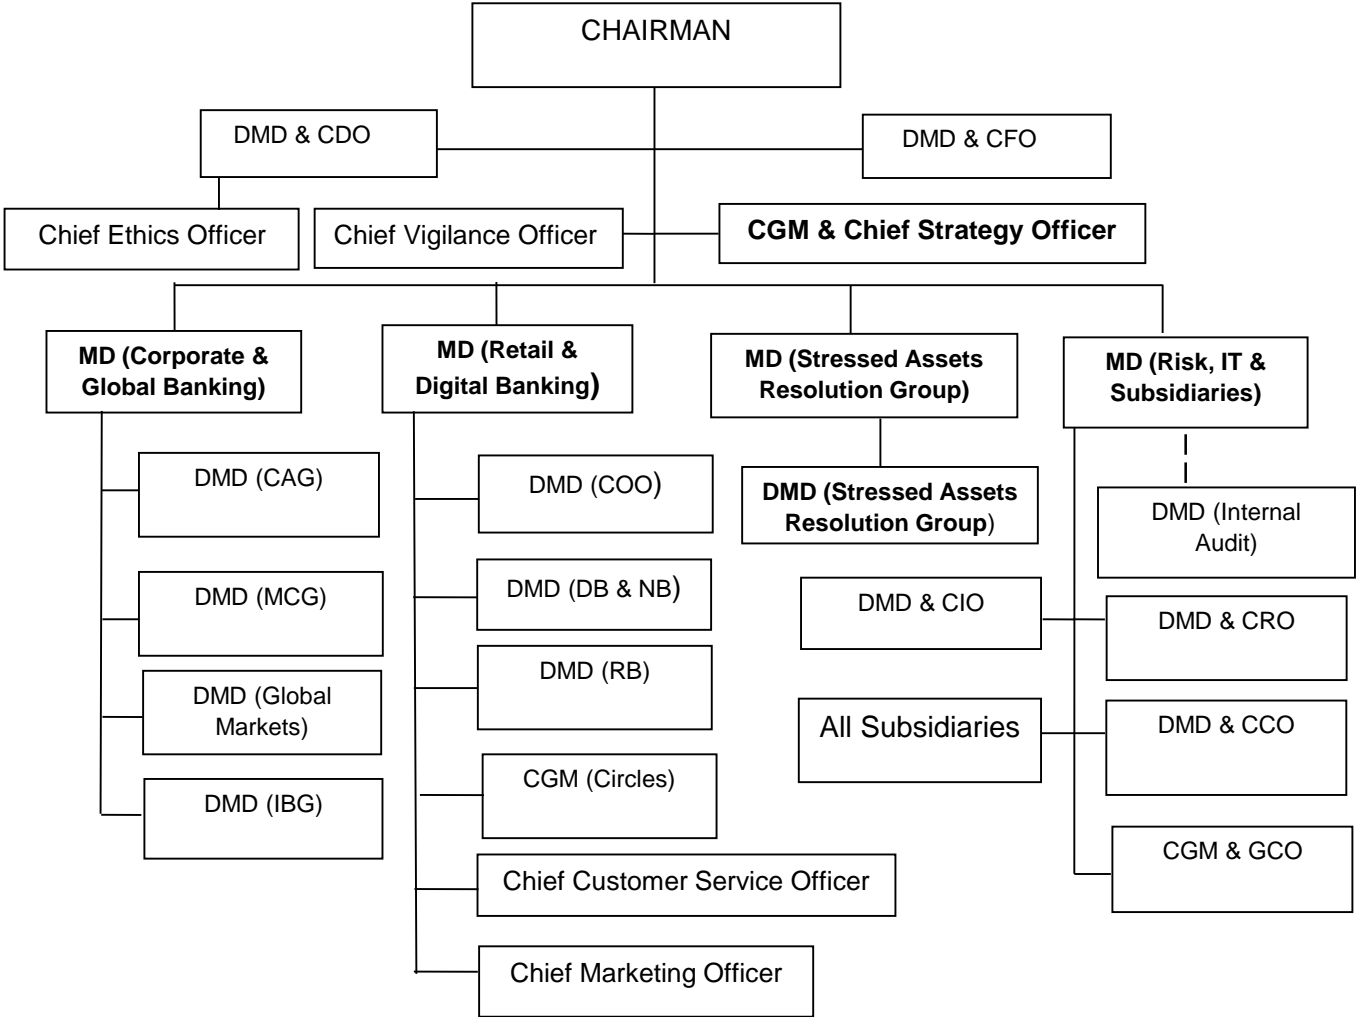 CHAIRMAN
DMD & CDO
DMD & CFO
Chief Ethics Officer
Chief Vigilance Officer
CGM & Chief Strategy Officer
MD (Corporate &
Global Banking)
MD (Retail &
Digital Banking)
MD (Stressed Assets
Resolution Group)
MD (Risk, IT &
Subsidiaries)
DMD (CAG)
DMD (MCG)
DMD (Global
Markets)
DMD (IBG)
DMD (COO)
DMD (DB & NB)
DMD (RB)
CGM (Circles)
Chief Customer Service Officer
Chief Marketing Officer
DMD (Stressed Assets
Resolution Group)
DMD (Internal
Audit)
DMD & CIO
DMD & CRO
All Subsidiaries
DMD & CCO
CGM & GCO